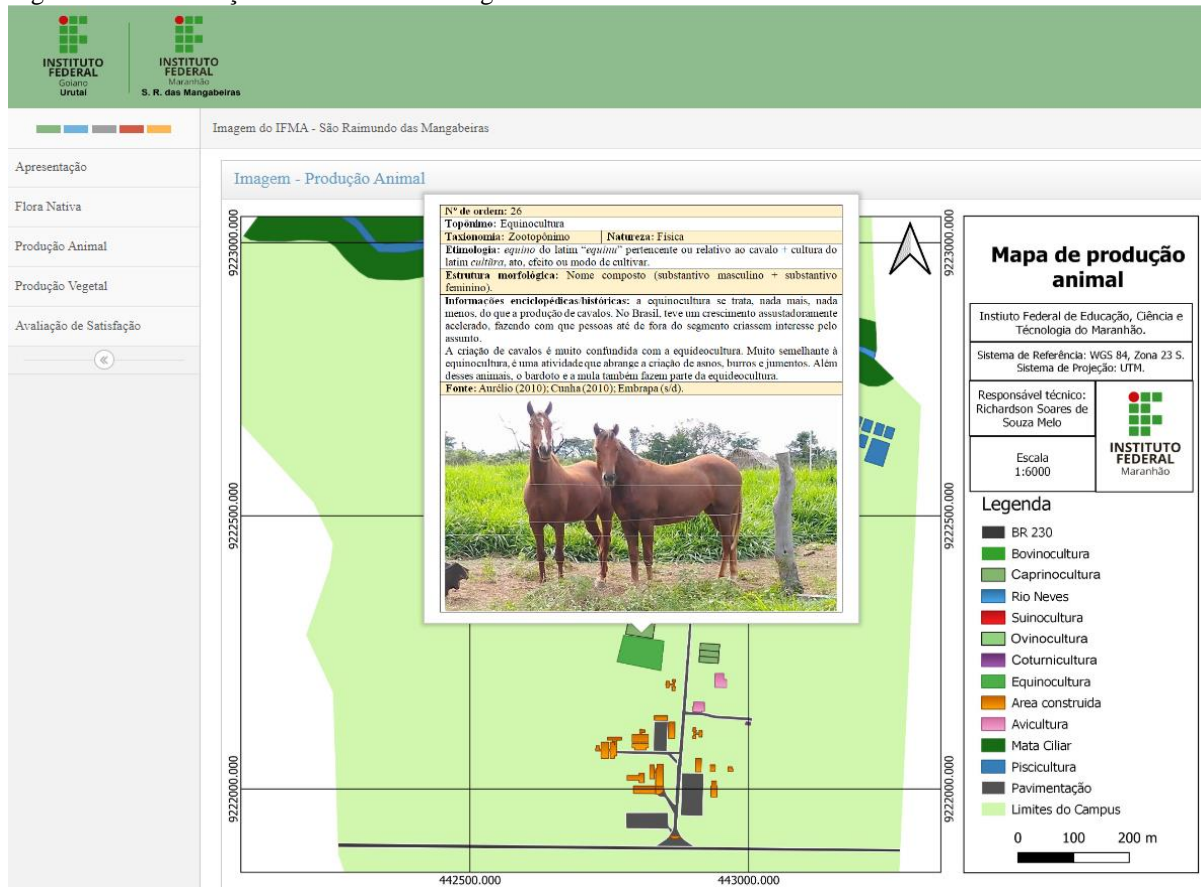 INSTITUTO
FEDERAL
Goiano
Urutaí
INSTITUTO
FEDERAL
Maranhão
S. R. das Mangabeiras
Imagem do IFMA - São Raimundo das Mangabeiras
Apresentação
Flora Nativa
Produção Animal
Produção Vegetal
Avaliação de Satisfação
Imagem - Produção Animal
Nº de ordem: 26
Topônimo: Equinocultura
Taxionomia: Zootopônimo Natureza: Física
Etimologia: equino do latim “equinu” pertencente ou relativo ao cavalo + cultura do
latim cultūra, ato, efeito ou modo de cultivar.
Estrutura morfológica: Nome composto (substantivo masculino + substantivo
feminino).
Informações enciclopédicas/históricas: a equinocultura se trata, nada mais, nada
menos, do que a produção de cavalos. No Brasil, teve um crescimento assustadoramente
acelerado, fazendo com que pessoas até de fora do segmento criassem interesse pelo
assunto.
A criação de cavalos é muito confundida com a equideocultura. Muito semelhante à
equinocultura, é uma atividade que abrange a criação de asnos, burros e jumentos. Além
desses animais, o bardoto e a mula também fazem parte da equideocultura.
Fonte: Aurélio (2010); Cunha (2010); Embrapa (s/d).
9223000.000
9222500.000
9222000.000
9223000.000
9222500.000
9222000.000
442500.000
443000.000
Mapa de produção
animal
Instiuto Federal de Educação, Ciência e
Técnologia do Maranhão.
Sistema de Referência: WGS 84, Zona 23 S.
Sistema de Projeção: UTM.
Responsável técnico:
Richardson Soares de
Souza Melo
Escala
1:6000
INSTITUTO
FEDERAL
Maranhão
Legenda
BR 230
Bovinocultura
Caprinocultura
Rio Neves
Suinocultura
Ovinocultura
Coturnicultura
Equinocultura
Area construida
Avicultura
Mata Ciliar
Piscicultura
Pavimentação
Limites do Campus
0 100 200 m